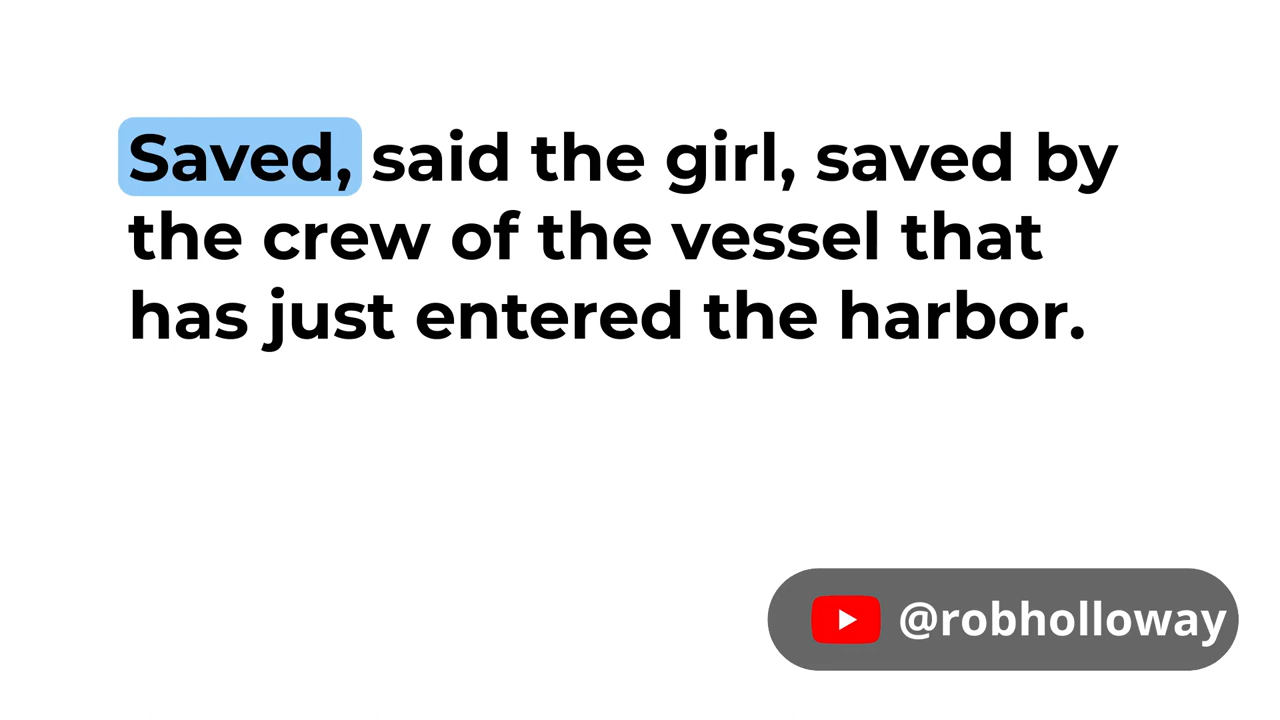 Saved, said the girl, saved by
the crew of the vessel that
has just entered the harbor.
@robholloway